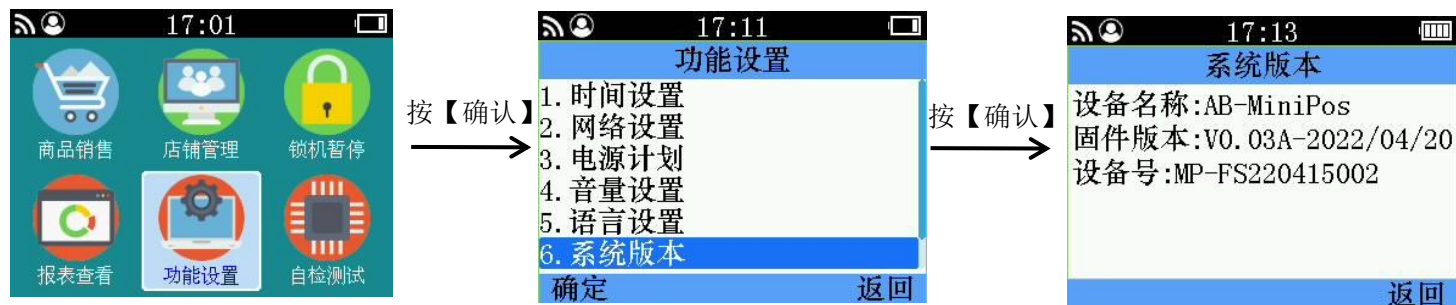 17:01
商品销售 店铺管理 锁机暂停
报表查看 功能设置 自检测试
按【确认】
17:11
功能设置
1.时间设置
2.网络设置
3.电源计划
4.音量设置
5.语言设置
6.系统版本
确定 返回
按【确认】
17:13
系统版本
设备名称:AB-MiniPos
固件版本:V0.03A-2022/04/20
设备号:MP-FS220415002
返回